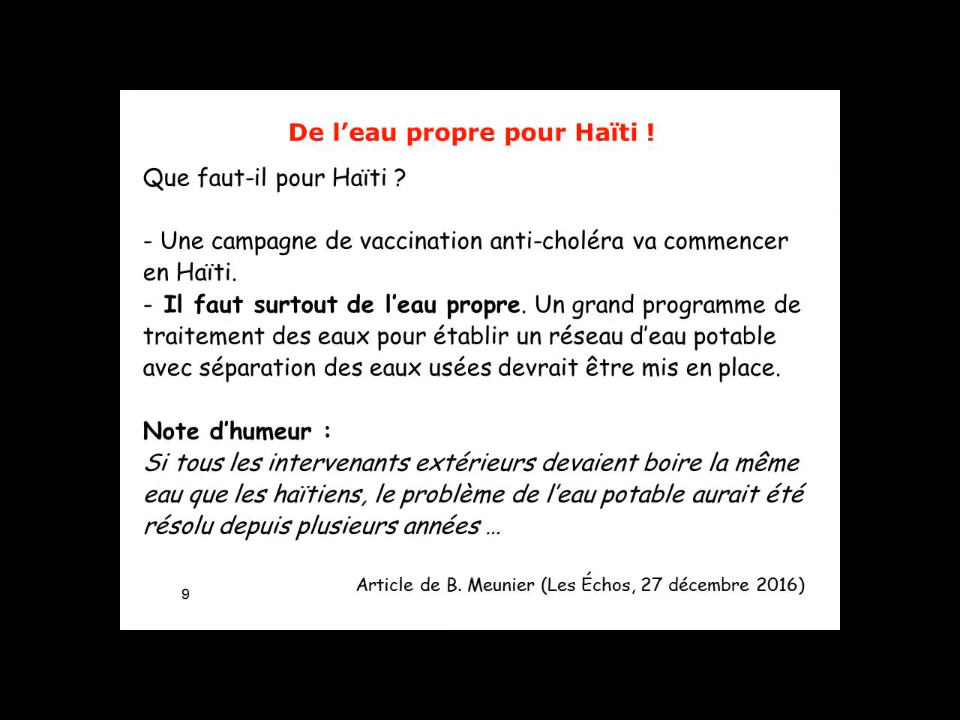 De l’eau propre pour Haïti !
Que faut-il pour Haïti ?
- Une campagne de vaccination anti-choléra va commencer
en Haïti.
- Il faut surtout de l’eau propre. Un grand programme de
traitement des eaux pour établir un réseau d’eau potable
avec séparation des eaux usées devrait être mis en place.
Note d’humeur :
Si tous les intervenants extérieurs devaient boire la même
eau que les haïtiens, le problème de l’eau potable aurait été
résolu depuis plusieurs années …
Article de B. Meunier (Les Échos, 27 décembre 2016)
9